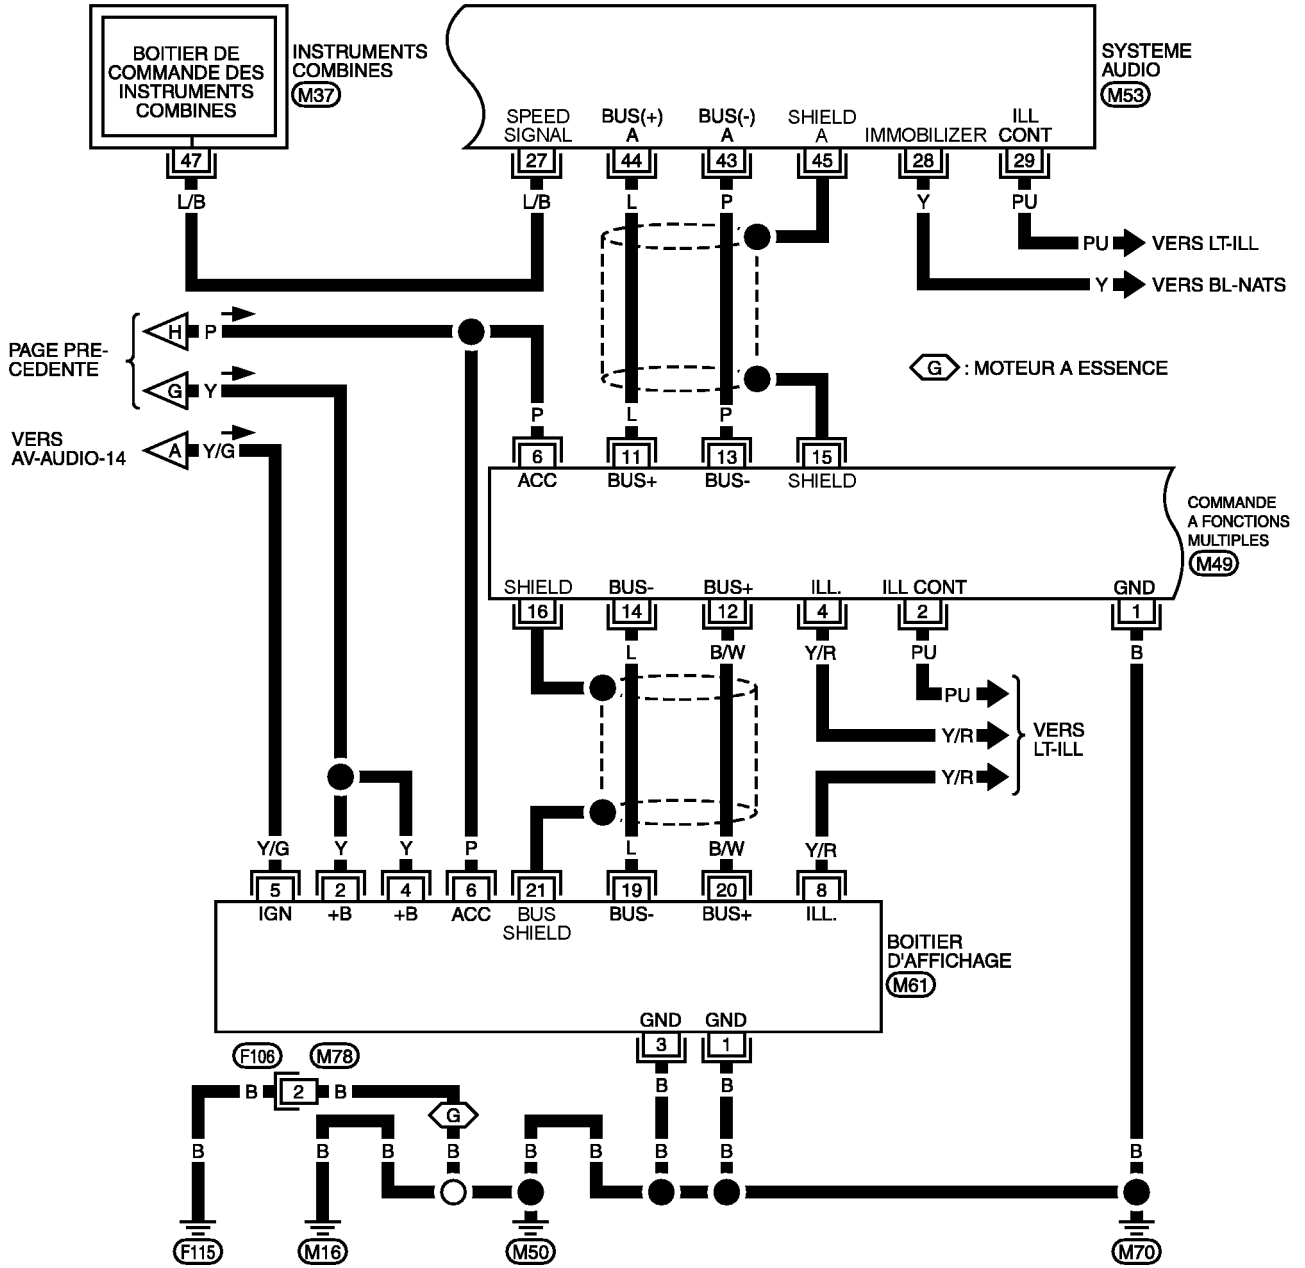 BOITIER DE
COMMANDE DES
INSTRUMENTS
COMBINES
INSTRUMENTS
COMBINES
M37
SYSTEME
AUDIO
M53
SPEED
SIGNAL
BUS(+)
A
BUS(-)
A
SHIELD
A
IMMOBILIZER
ILL
CONT
47
27
44
43
45
28
29
L/B
L/B
L
P
Y
PU
PU
VERS LT-ILL
Y
VERS BL-NATS
PAGE PRE-
CEDENTE
H
P
G
Y
VERS
AV-AUDIO-14
A
Y/G
G
: MOTEUR A ESSENCE
P
L
P
6
11
13
15
ACC
BUS+
BUS-
SHIELD
COMMANDE
A FONCTIONS
MULTIPLES
M49
SHIELD
BUS-
BUS+
ILL.
ILL CONT
GND
16
14
12
4
2
1
L
B/W
Y/R
PU
B
PU
Y/R
Y/R
VERS
LT-ILL
Y/G
Y
Y
P
L
B/W
Y/R
5
2
4
6
21
19
20
8
IGN
+B
+B
ACC
BUS
SHIELD
BUS-
BUS+
ILL.
BOITIER
D'AFFICHAGE
M61
GND
GND
3
1
F106
M78
B
2
B
B
B
G
B
B
B
B
B
B
B
B
B
F115
M16
M50
M70